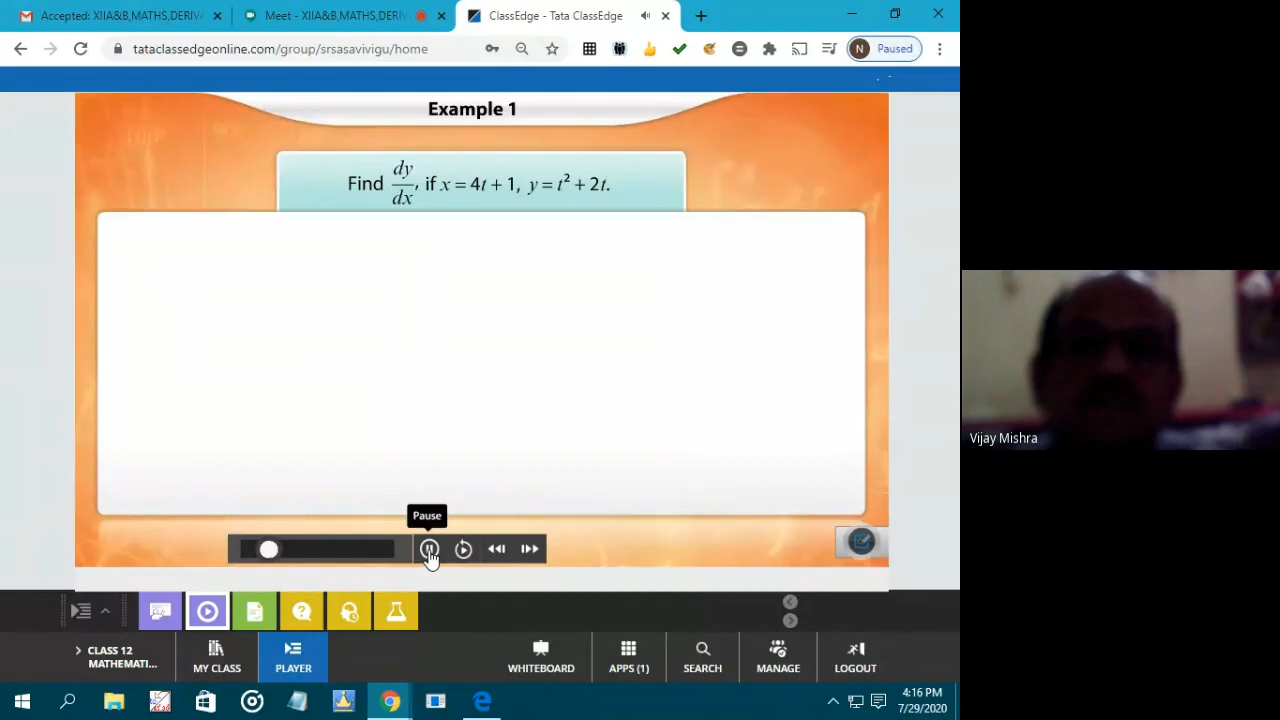 Accepted: XIIA&B,MATHS,DERIV
Meet - XIIA&B,MATHS,DERIV
ClassEdge - Tata ClassEdge
tataclassedgeonline.com/group/srsasavivigu/home
N Paused
Example 1
Find dy/dx, if x = 4t + 1, y = t² + 2t.
Vijay Mishra
Pause
CLASS 12
MATHEMATI...
MY CLASS
PLAYER
WHITEBOARD
APPS (1)
SEARCH
MANAGE
LOGOUT
4:16 PM
7/29/2020